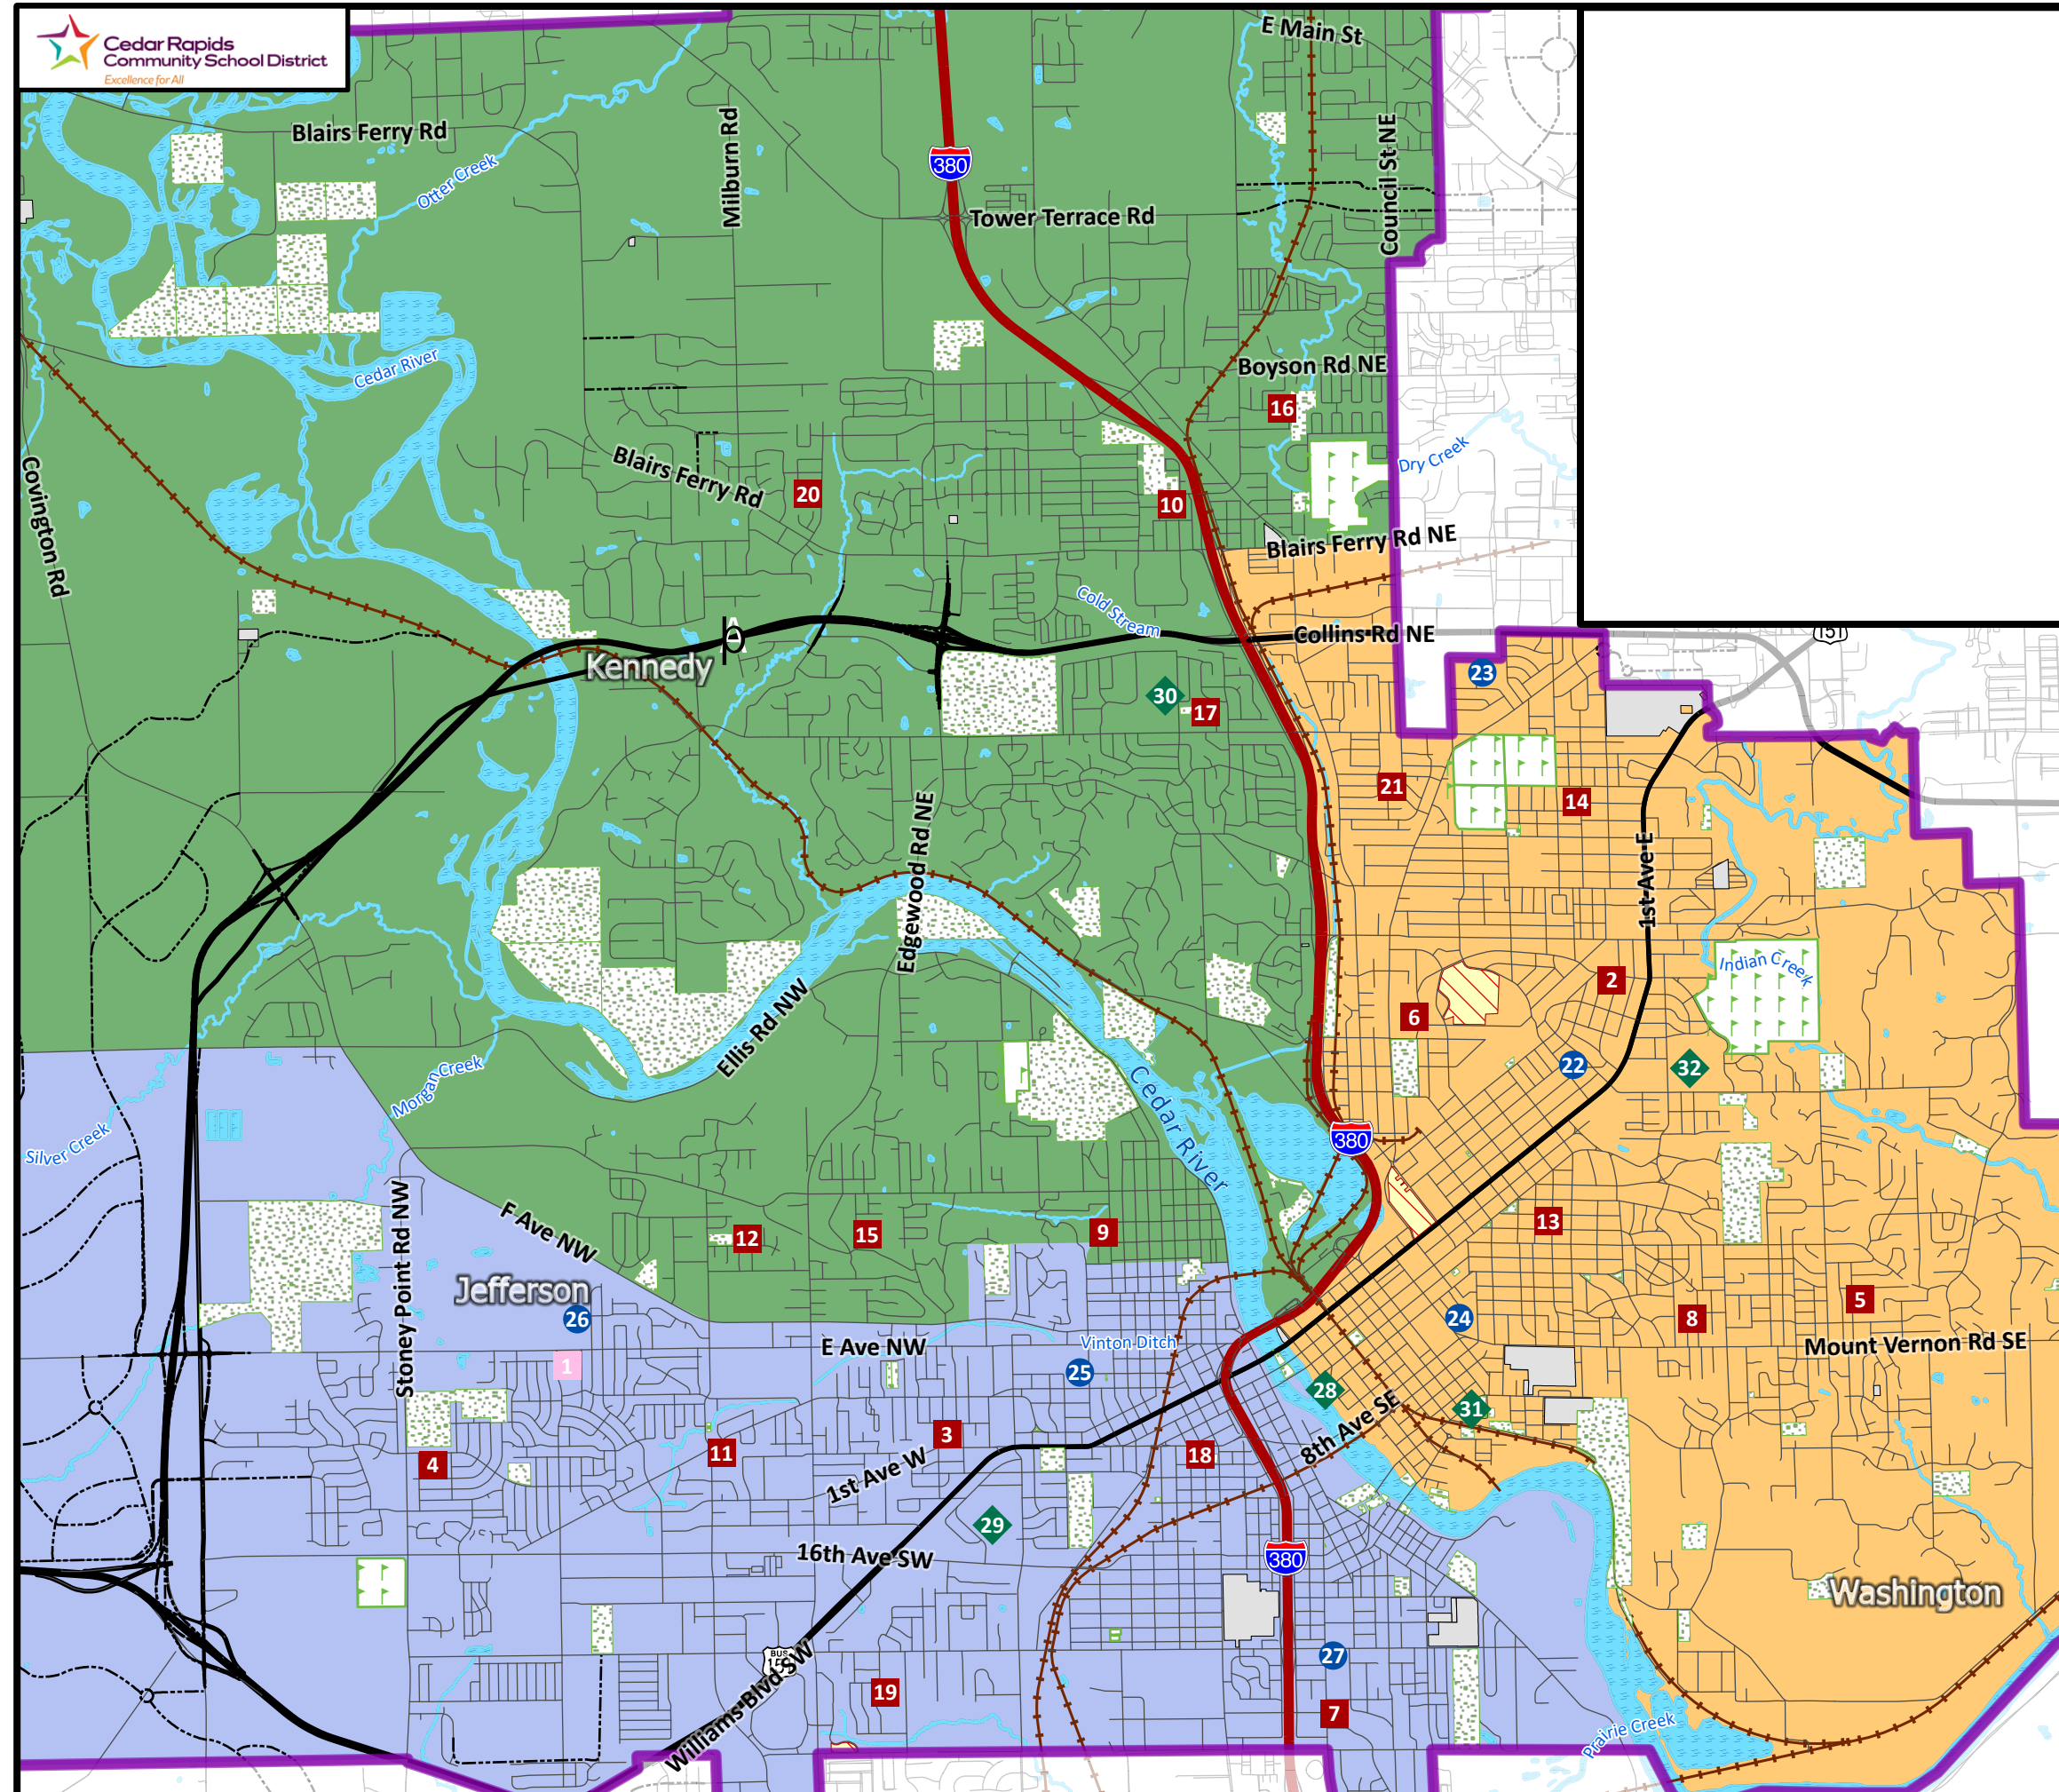 Cedar Rapids
Community School District
Excellence for All
E Main St
Blairs Ferry Rd
Milburn Rd
380
Council St NE
Otter Creek
Tower Terrace Rd
Cedar River
Boyson Rd NE
16
Dry Creek
Covington Rd
Blairs Ferry Rd
20
10
Blairs Ferry Rd NE
Cold Stream
Collins Rd NE
151
Kennedy
23
30
17
21
14
Edgewood Rd NE
1st Ave E
Indian Creek
2
6
Ellis Rd NW
22
32
Morgan Creek
Cedar River
380
Silver Creek
Stoney Point Rd NW
F Ave NW
12
15
9
13
Jefferson
26
24
8
5
E Ave NW
Vinton Ditch
Mount Vernon Rd SE
1
25
28
31
3
8th Ave SE
11
4
1st Ave W
18
29
16th Ave SW
380
Washington
BUS
151
Williams Blvd SW
27
19
7
Prairie Creek